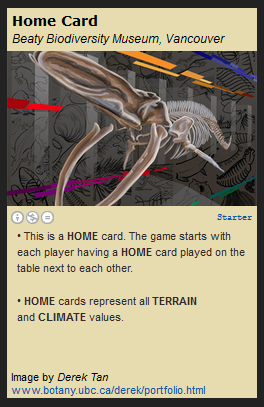 Home Card
Beaty Biodiversity Museum, Vancouver
Starter
• This is a HOME card. The game starts with
each player having a HOME card played on the
table next to each other.
• HOME cards represent all TERRAIN
and CLIMATE values.
Image by Derek Tan
www.botany.ubc.ca/derek/portfolio.html